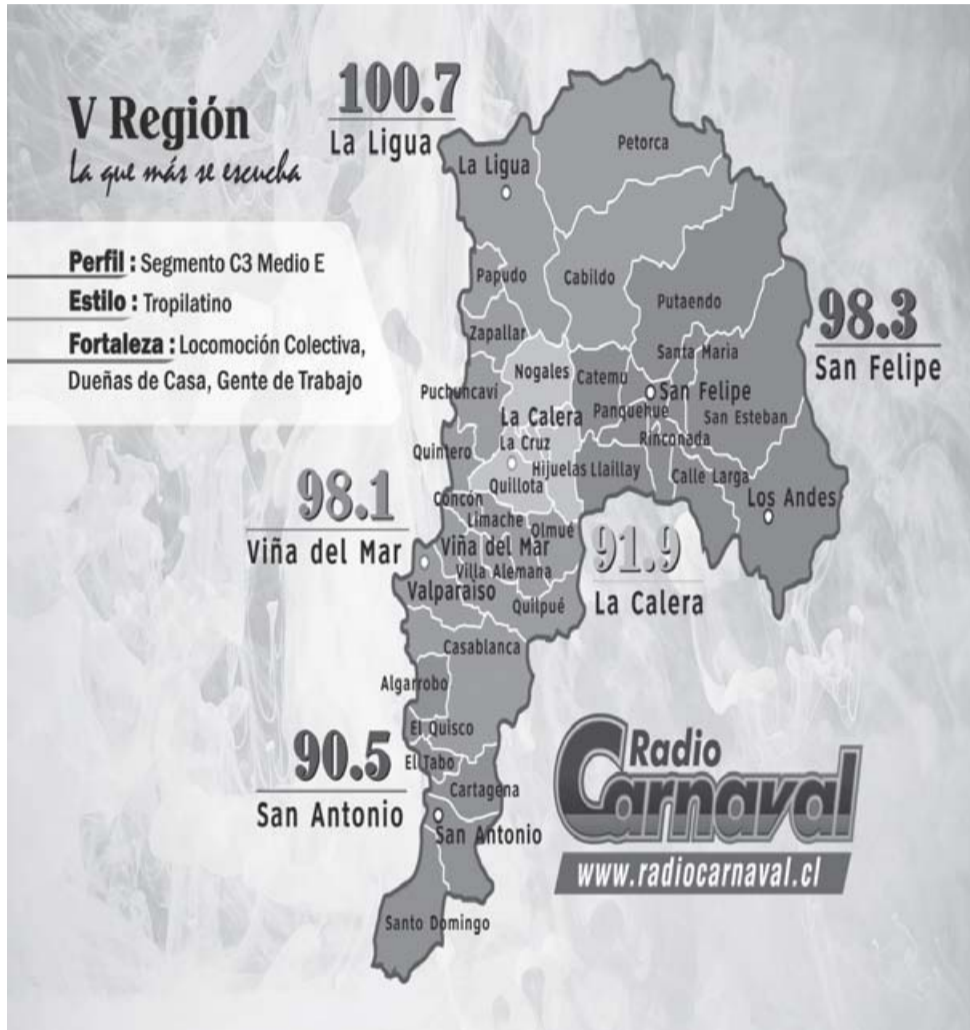 V Región
La que más se escucha
Perfil : Segmento C3 Medio E
Estilo : Tropilatino
Fortaleza : Locomoción Colectiva,
Dueñas de Casa, Gente de Trabajo
100.7
La Ligua
La Ligua
Petorca
Papudo
Cabildo
Putaendo
98.3
San Felipe
Zapallar
Santa Maria
Nogales
Catemu
Puchuncaví
San Felipe
La Calera
Panquehue
San Esteban
Quintero
La Cruz
Rinconada
Hijuelas
Llaillay
Calle Larga
Quillota
Los Andes
98.1
Viña del Mar
Concón
Limache
Olmué
Viña del Mar
91.9
La Calera
Villa Alemana
Valparaíso
Quilpué
Casablanca
Algarrobo
El Quisco
90.5
San Antonio
El Tabo
Cartagena
San Antonio
Santo Domingo
Radio
Carnaval
www.radiocarnaval.cl